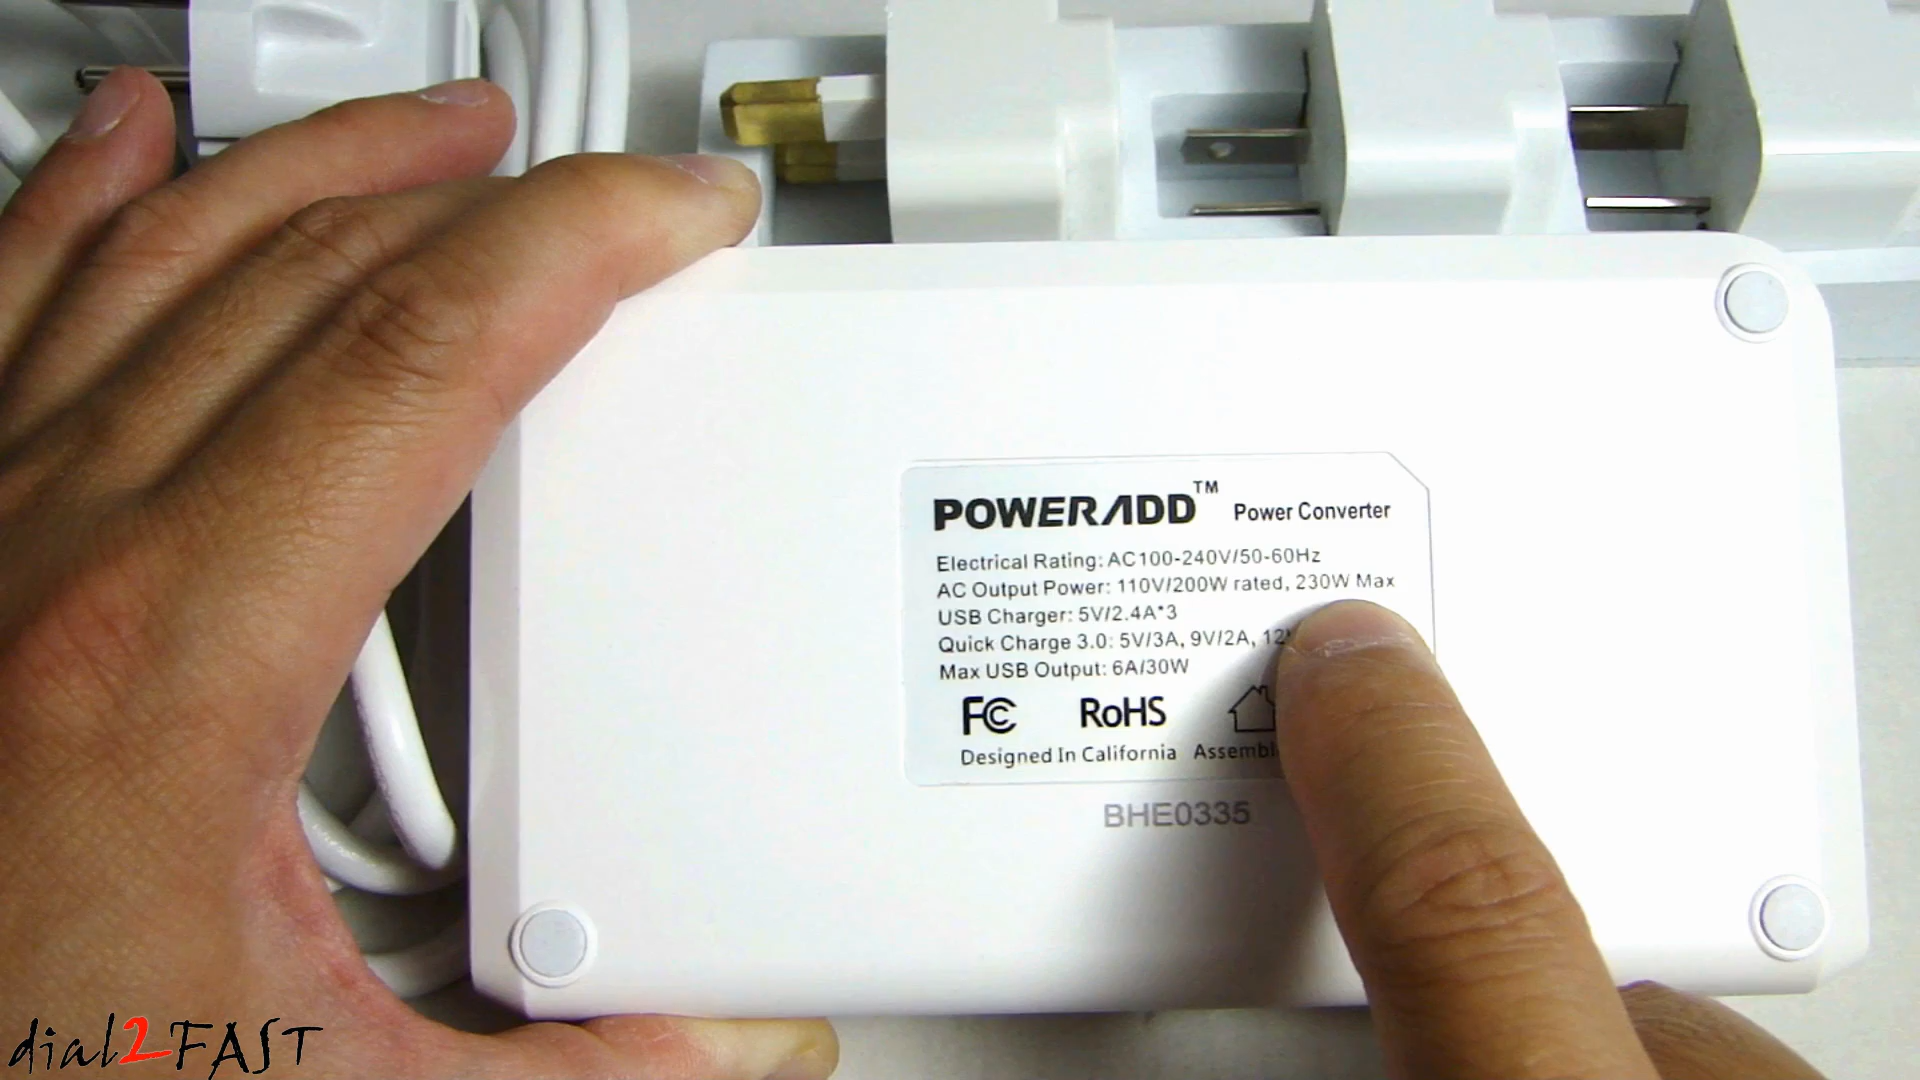 POWERADD™ Power Converter
Electrical Rating: AC100-240V/50-60Hz
AC Output Power: 110V/200W rated, 230W Max
USB Charger: 5V/2.4A*3
Quick Charge 3.0: 5V/3A, 9V/2A,
Max USB Output: 6A/30W
FC RoHS
Designed In California
BHE0335
dial2FAST